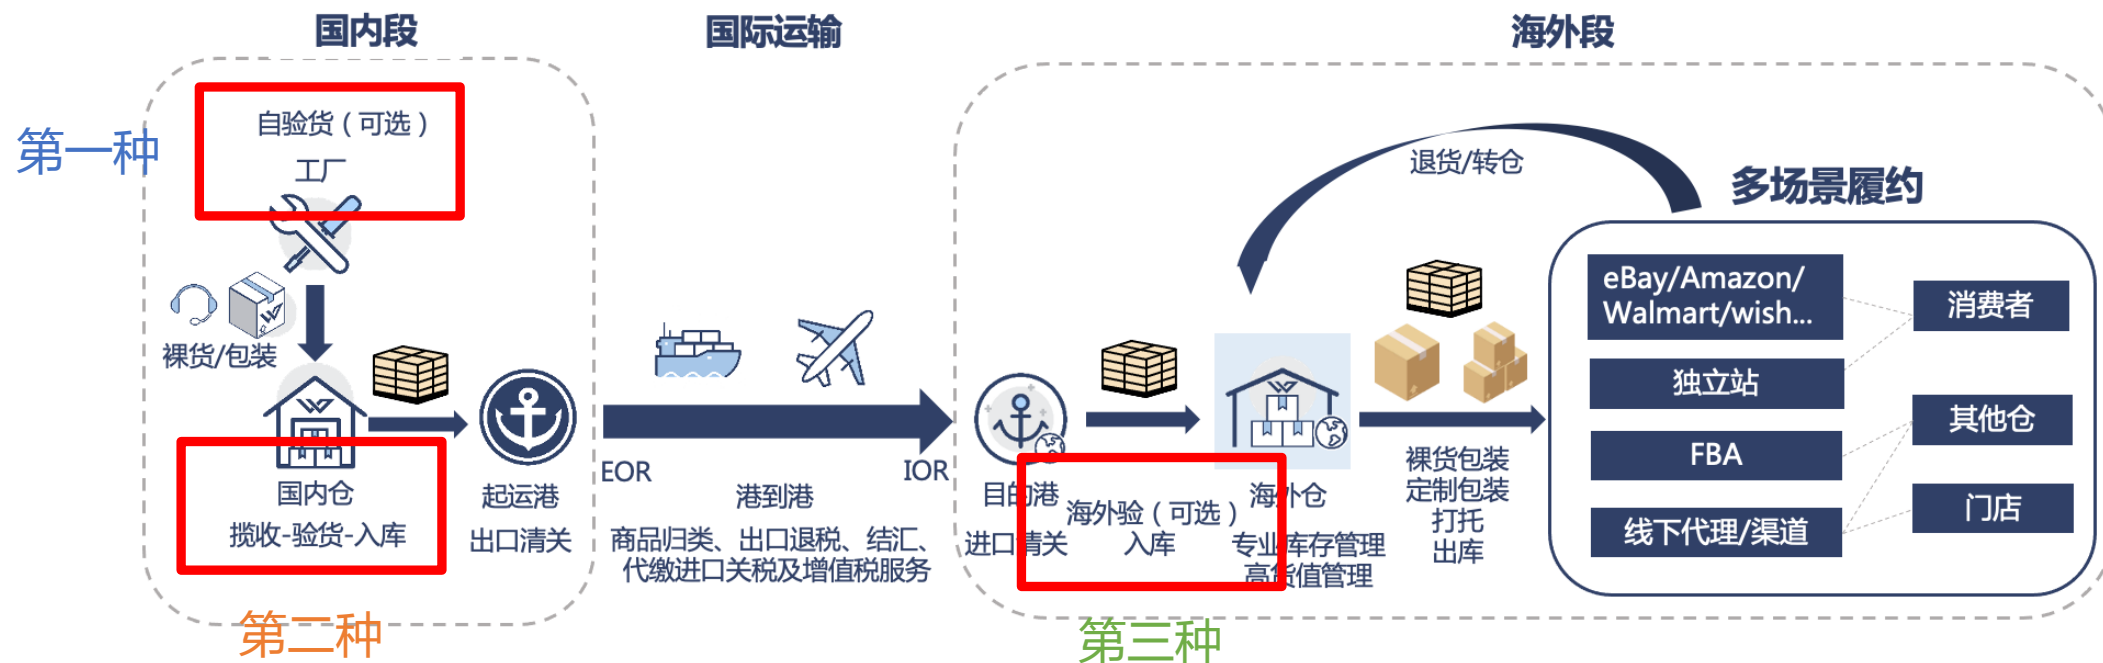 国内段
国际运输
海外段
第一种
自验货（可选）
工厂
裸货/包装
国内仓
揽收-验货-入库
第二种
起运港
出口清关
EOR
IOR
港到港
商品归类、出口退税、结汇、
代缴进口关税及增值税服务
目的港
进口清关
海外验（可选）
入库
第三种
海外仓
专业库存管理
高货值管理
退货/转仓
裸货包装
定制包装
打托
出库
多场景履约
eBay/Amazon/
Walmart/wish...
独立站
FBA
线下代理/渠道
消费者
其他仓
门店